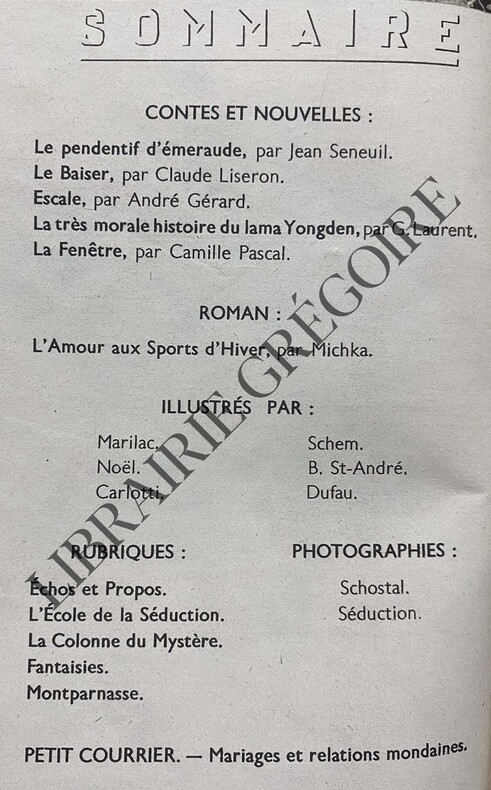 SOMMAIRE
CONTES ET NOUVELLES :
Le pendentif d'émeraude, par Jean Seneuil.
Le Baiser, par Claude Liseron.
Escale, par André Gérard.
La très morale histoire du lama Yongden, par G. Laurent.
La Fenêtre, par Camille Pascal.
ROMAN :
L'Amour aux Sports d'Hiver, par Michka.
ILLUSTRÉS PAR :
Marilac. Schem.
Noël. B. St-André.
Carlotti. Dufau.
RUBRIQUES : PHOTOGRAPHIES :
Échos et Propos. Schostal.
L'École de la Séduction. Séduction.
La Colonne du Mystère.
Fantaisies.
Montparnasse.
PETIT COURRIER. — Mariages et relations mondaines.
LIBRAIRIE GRÉGOIRE